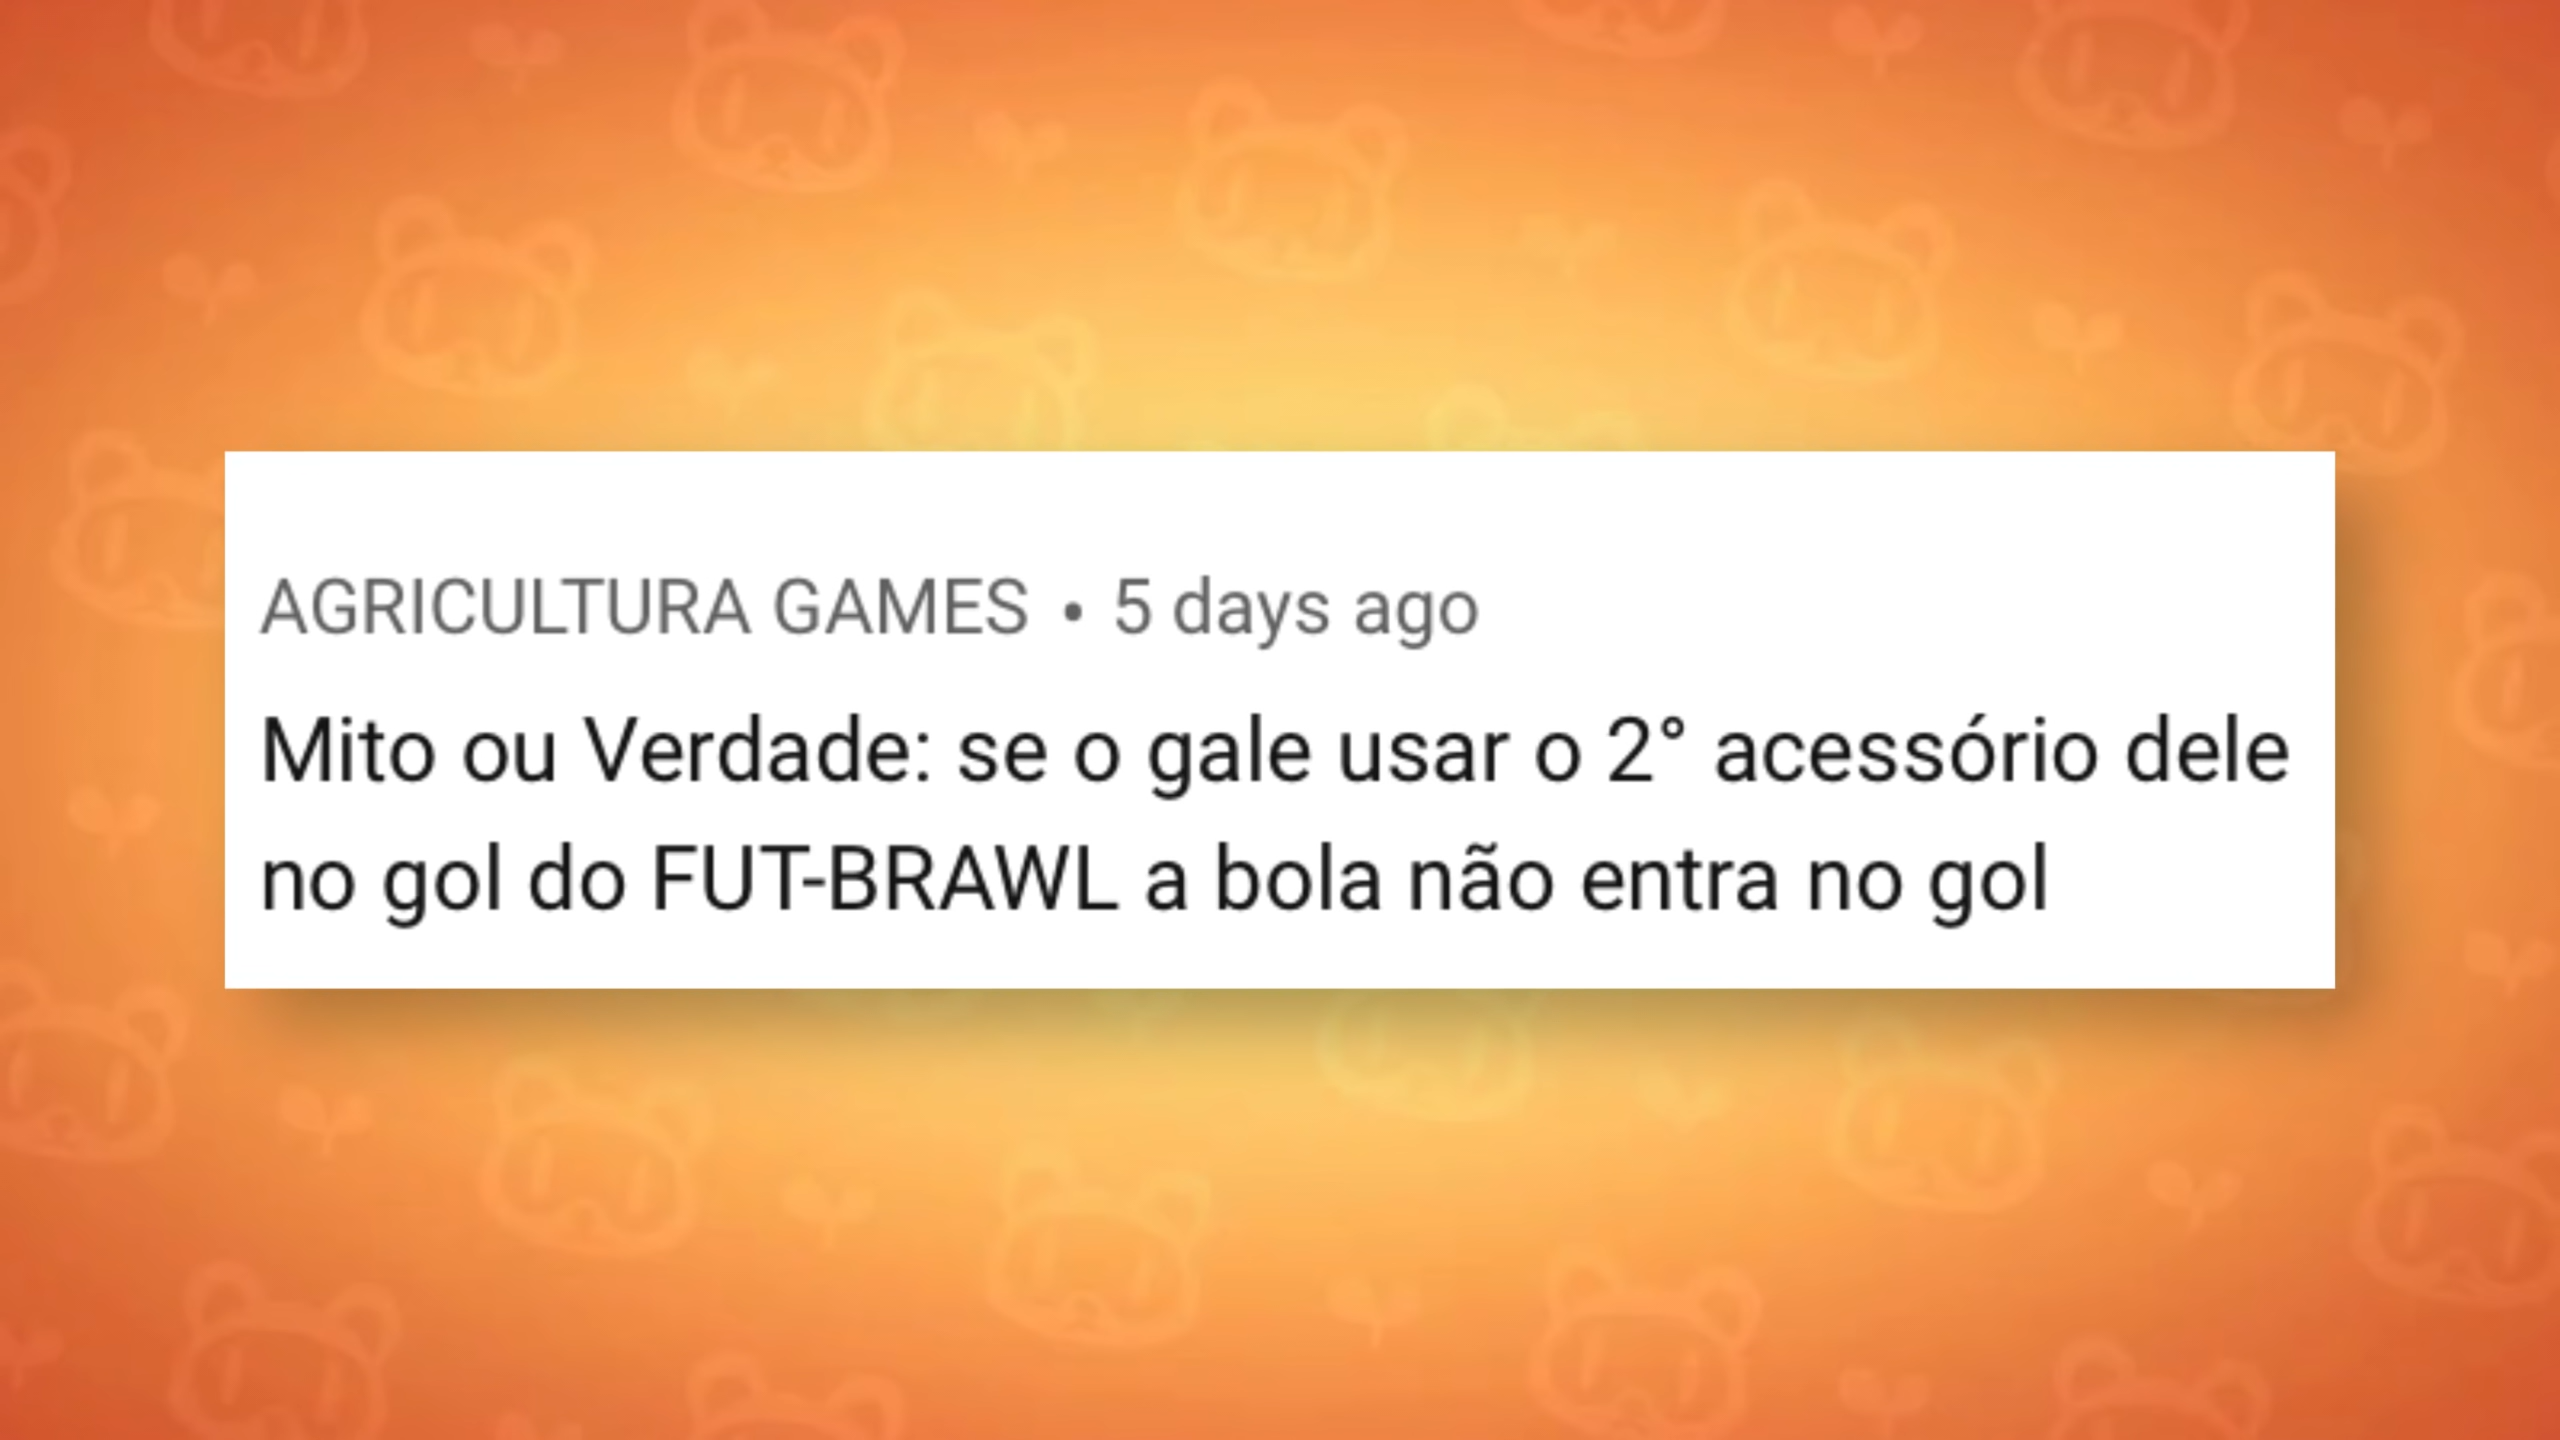 AGRICULTURA GAMES • 5 days ago
Mito ou Verdade: se o gale usar o 2° acessório dele
no gol do FUT-BRAWL a bola não entra no gol